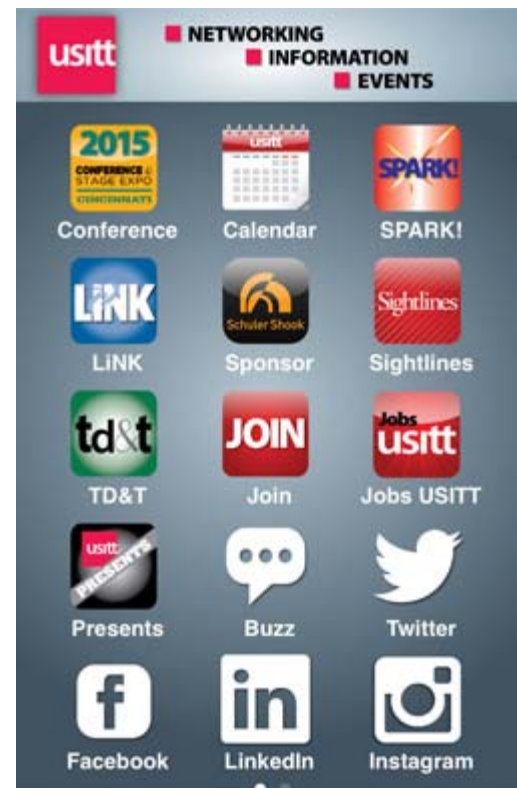 usitt
NETWORKING
INFORMATION
EVENTS
2015
CONFERENCE &
STAGE EXPO
CINCINNATI
usitt
SPARK!
Conference
Calendar
SPARK!
LiNK
Schuler Shook
Sightlines
LiNK
Sponsor
Sightlines
td&t
JOIN
Jobs
usitt
TD&T
Join
Jobs USITT
usitt
PRESENTS
Presents
Buzz
Twitter
f
in
Facebook
LinkedIn
Instagram